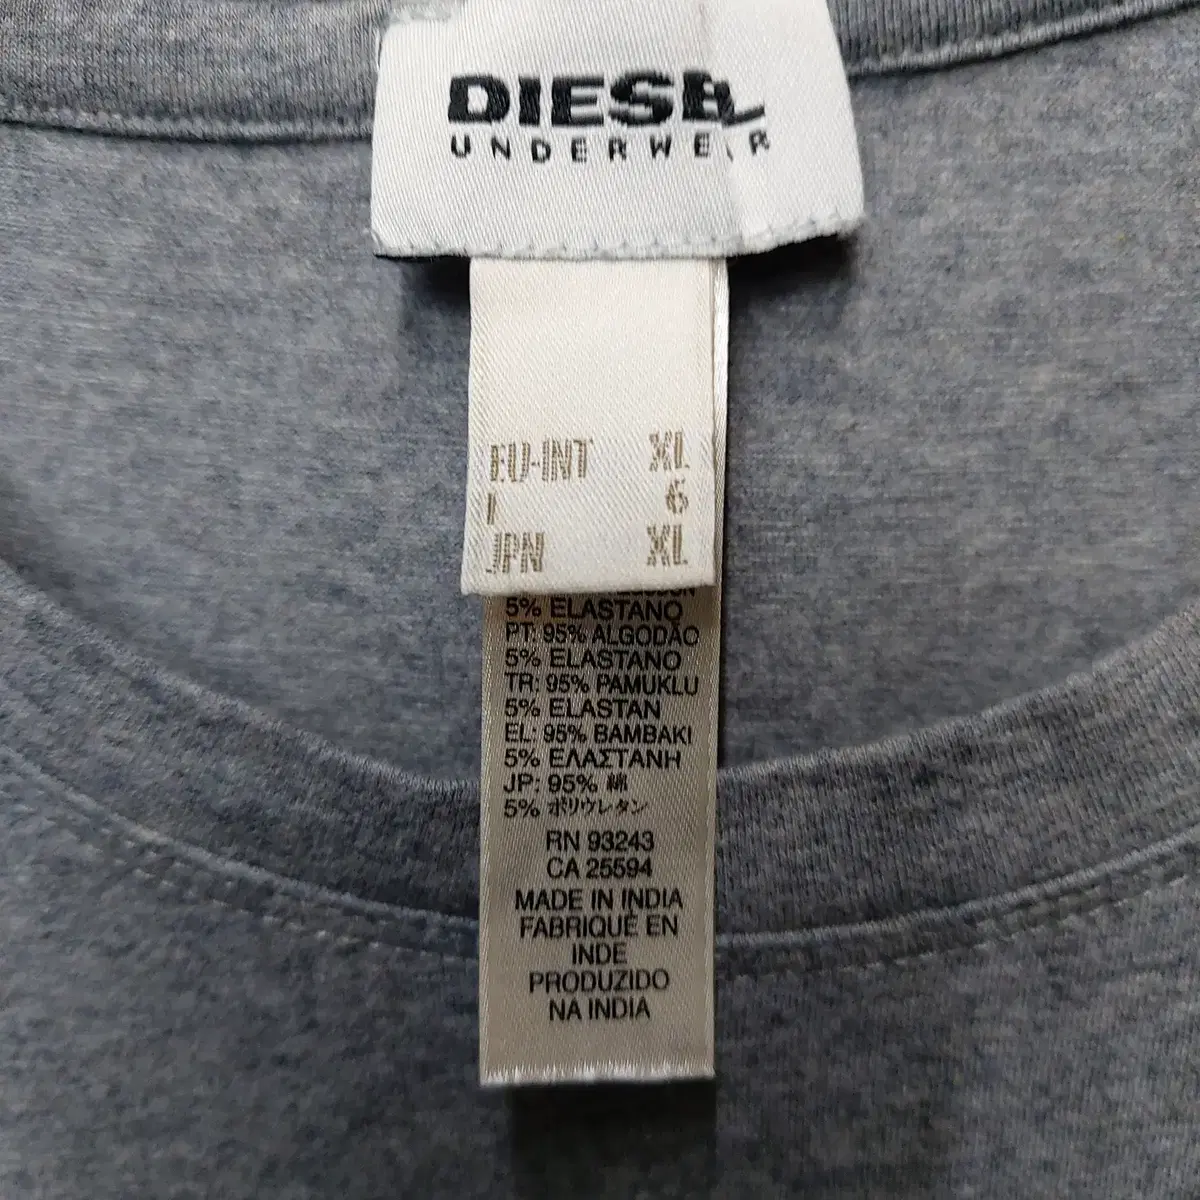 DIESEL
UNDERWEAR
EU-INT XL
I 6
JPN XL
5% ELASTANO
PT: 95% ALGODÃO
5% ELASTANO
TR: 95% PAMUKLU
5% ELASTAN
EL: 95% ΒΑΜΒΑΚΙ
5% ΕΛΑΣΤΑΝΗ
JP: 95% 綿
5% ポリウレタン
RN 93243
CA 25594
MADE IN INDIA
FABRIQUÉ EN
INDE
PRODUZIDO
NA INDIA